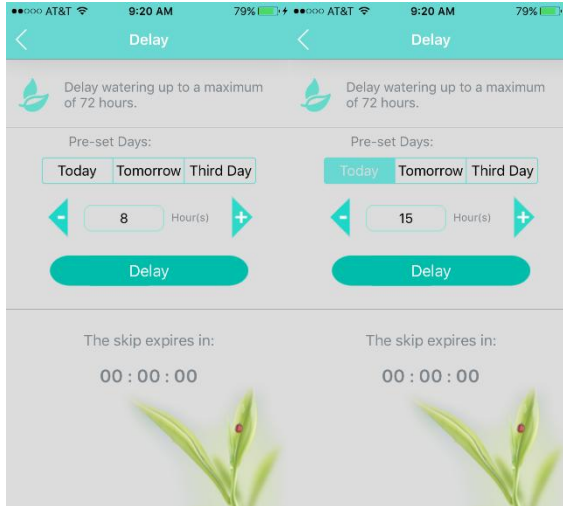 AT&T 9:20 AM 79%
Delay
Delay watering up to a maximum
of 72 hours.
Pre-set Days:
Today Tomorrow Third Day
- 8 Hour(s) +
Delay
The skip expires in:
00 : 00 : 00
AT&T 9:20 AM 79%
Delay
Delay watering up to a maximum
of 72 hours.
Pre-set Days:
Today Tomorrow Third Day
- 15 Hour(s) +
Delay
The skip expires in:
00 : 00 : 00